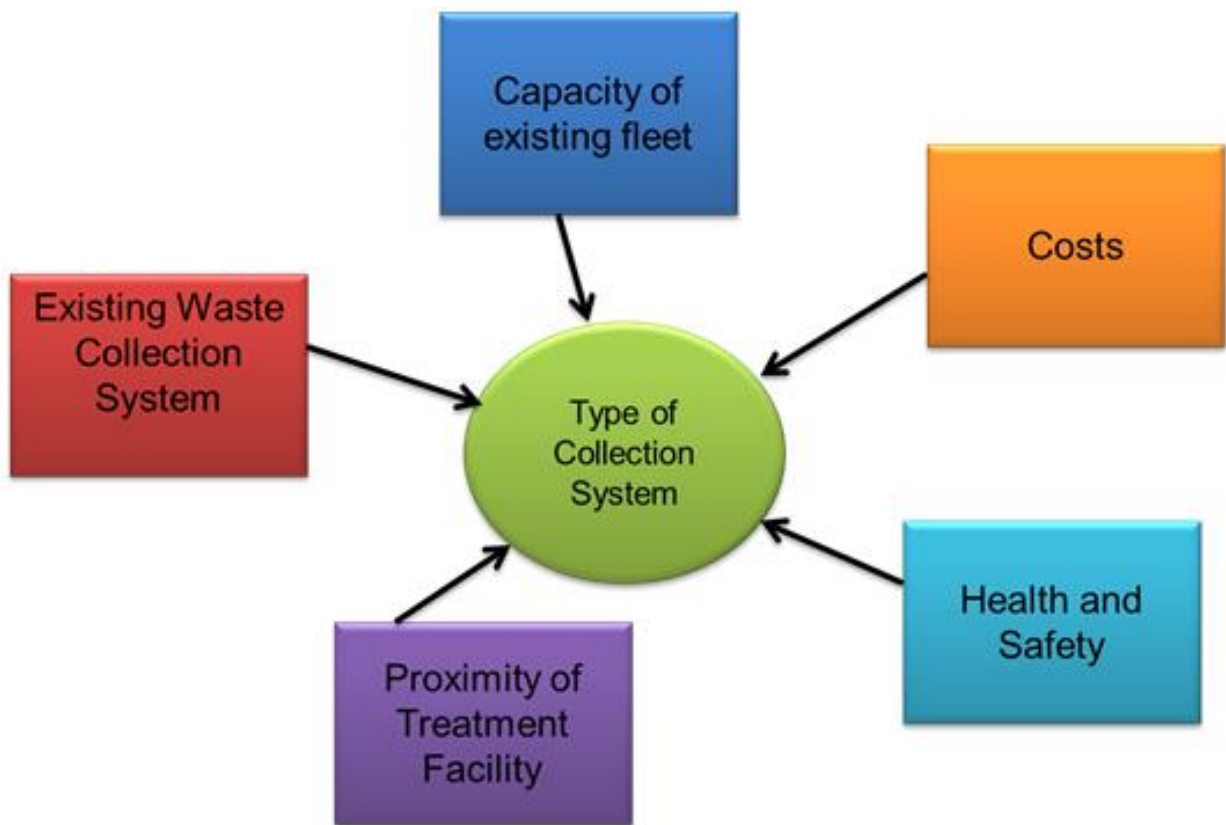 Capacity of
existing fleet
Costs
Existing Waste
Collection
System
Type of
Collection
System
Health and
Safety
Proximity of
Treatment
Facility